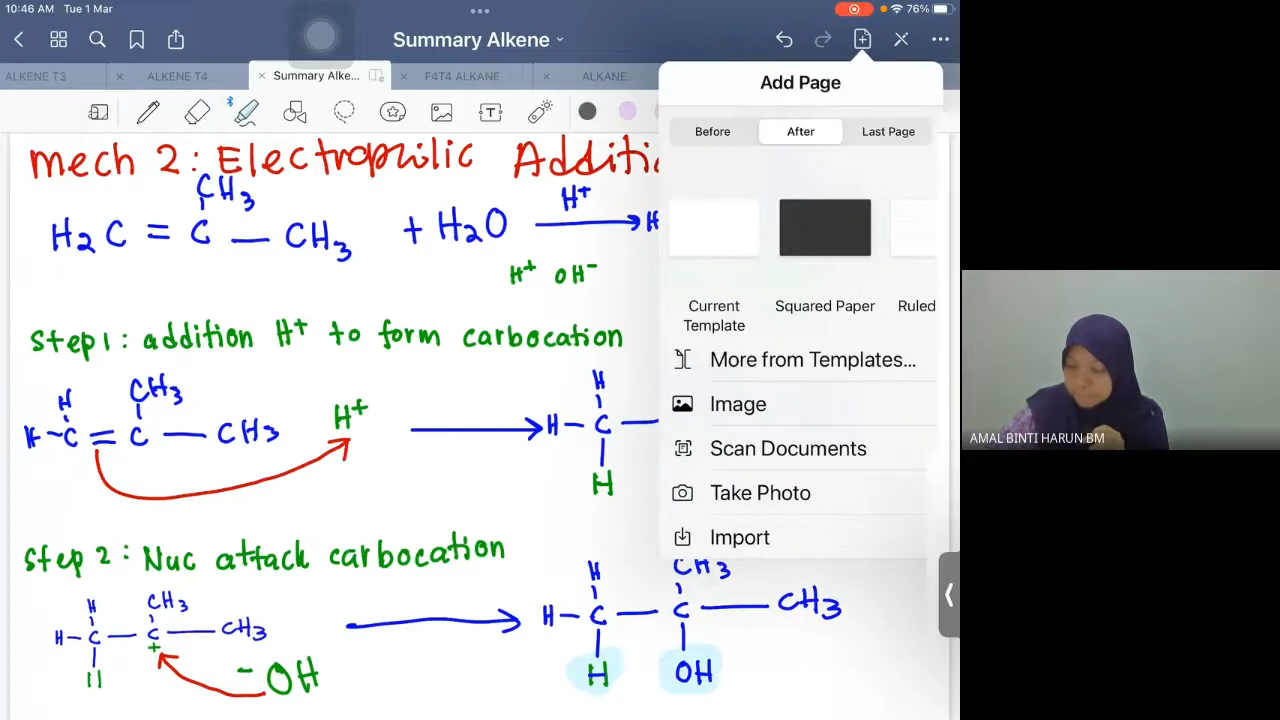 10:46 AM Tue 1 Mar
76%
Summary Alkene
ALKENE T3
ALKENE T4
Summary Alke...
F4T4 ALKANE
ALKANE
Add Page
Before
After
Last Page
Current Template
Squared Paper
Ruled
More from Templates...
Image
Scan Documents
Take Photo
Import
mech 2: Electrophilic Additi
CH3
H2C = C — CH3 + H2O H+ → H
H+ OH-
Step 1: addition H+ to form carbocation
H CH3 H+ H
H - C = C — CH3 → H - C —
H
Step 2: Nuc attack carbocation
H CH3 H CH3
H - C - C — CH3 → H - C — C — CH3
+
H -OH H OH
AMAL BINTI HARUN BM